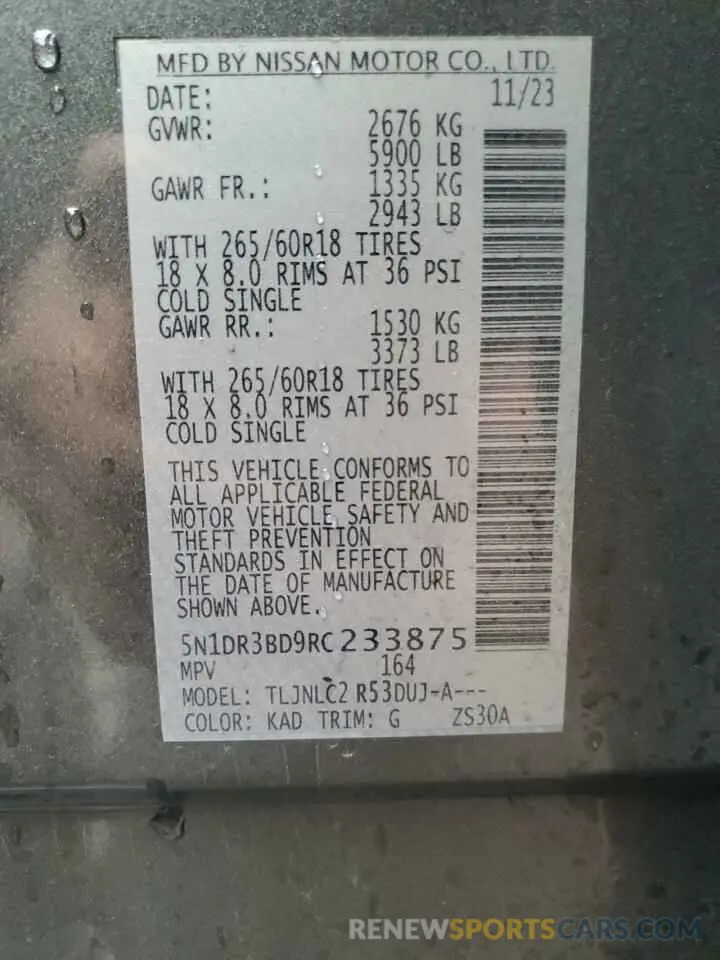 MFD BY NISSAN MOTOR CO., LTD.
DATE: 11/23
GVWR: 2676 KG
5900 LB
GAWR FR.: 1335 KG
2943 LB
WITH 265/60R18 TIRES
18 X 8.0 RIMS AT 36 PSI
COLD SINGLE
GAWR RR.: 1530 KG
3373 LB
WITH 265/60R18 TIRES
18 X 8.0 RIMS AT 36 PSI
COLD SINGLE
THIS VEHICLE CONFORMS TO
ALL APPLICABLE FEDERAL
MOTOR VEHICLE SAFETY AND
THEFT PREVENTION
STANDARDS IN EFFECT ON
THE DATE OF MANUFACTURE
SHOWN ABOVE.
5N1DR3BD9RC233875
MPV 164
MODEL: TLJNLC2 R53DUJ-A---
COLOR: KAD TRIM: G ZS30A
RENEWSPORTSCARS.COM